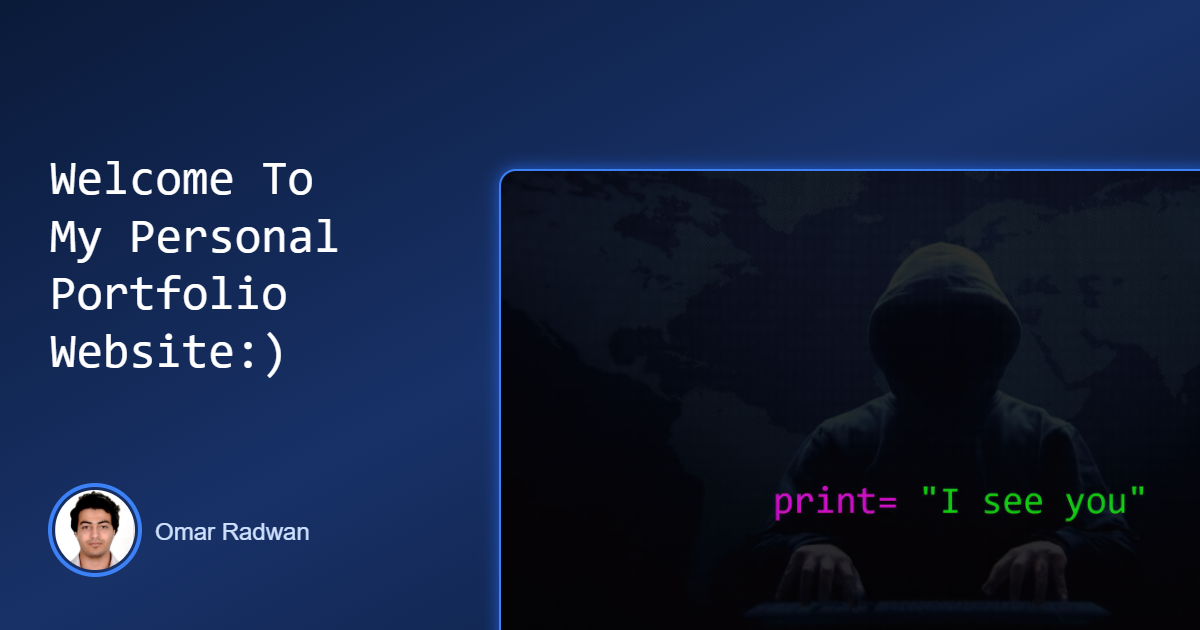 Welcome To
My Personal
Portfolio
Website:)
Omar Radwan
print= "I see you"